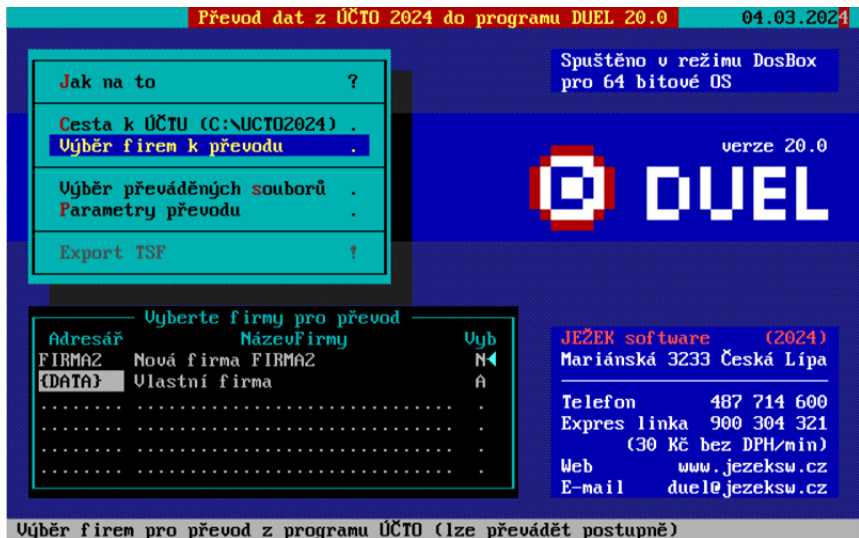 Převod dat z ÚČTO 2024 do programu DUEL 20.0 04.03.2024
Spuštěno v režimu DosBox
pro 64 bitové OS
Jak na to ?
Cesta k ÚČTU (C:\UCTO2024) .
Výběr firem k převodu .
Výběr převáděných souborů .
Parametry převodu .
Export TSF !
verze 20.0
DUEL
Vyberte firmy pro převod
Adresář NázevFirmy Vyb
FIRMA2 Nová firma FIRMA2 N
{DATA} Vlastní firma A
........ ................................ .
........ ................................ .
........ ................................ .
........ ................................ .
JEŽEK software (2024)
Mariánská 3233 Česká Lípa
Telefon 487 714 600
Expres linka 900 304 321
(30 Kč bez DPH/min)
Web www.jezeksw.cz
E-mail duel@jezeksw.cz
Výběr firem pro převod z programu ÚČTO (lze převádět postupně)